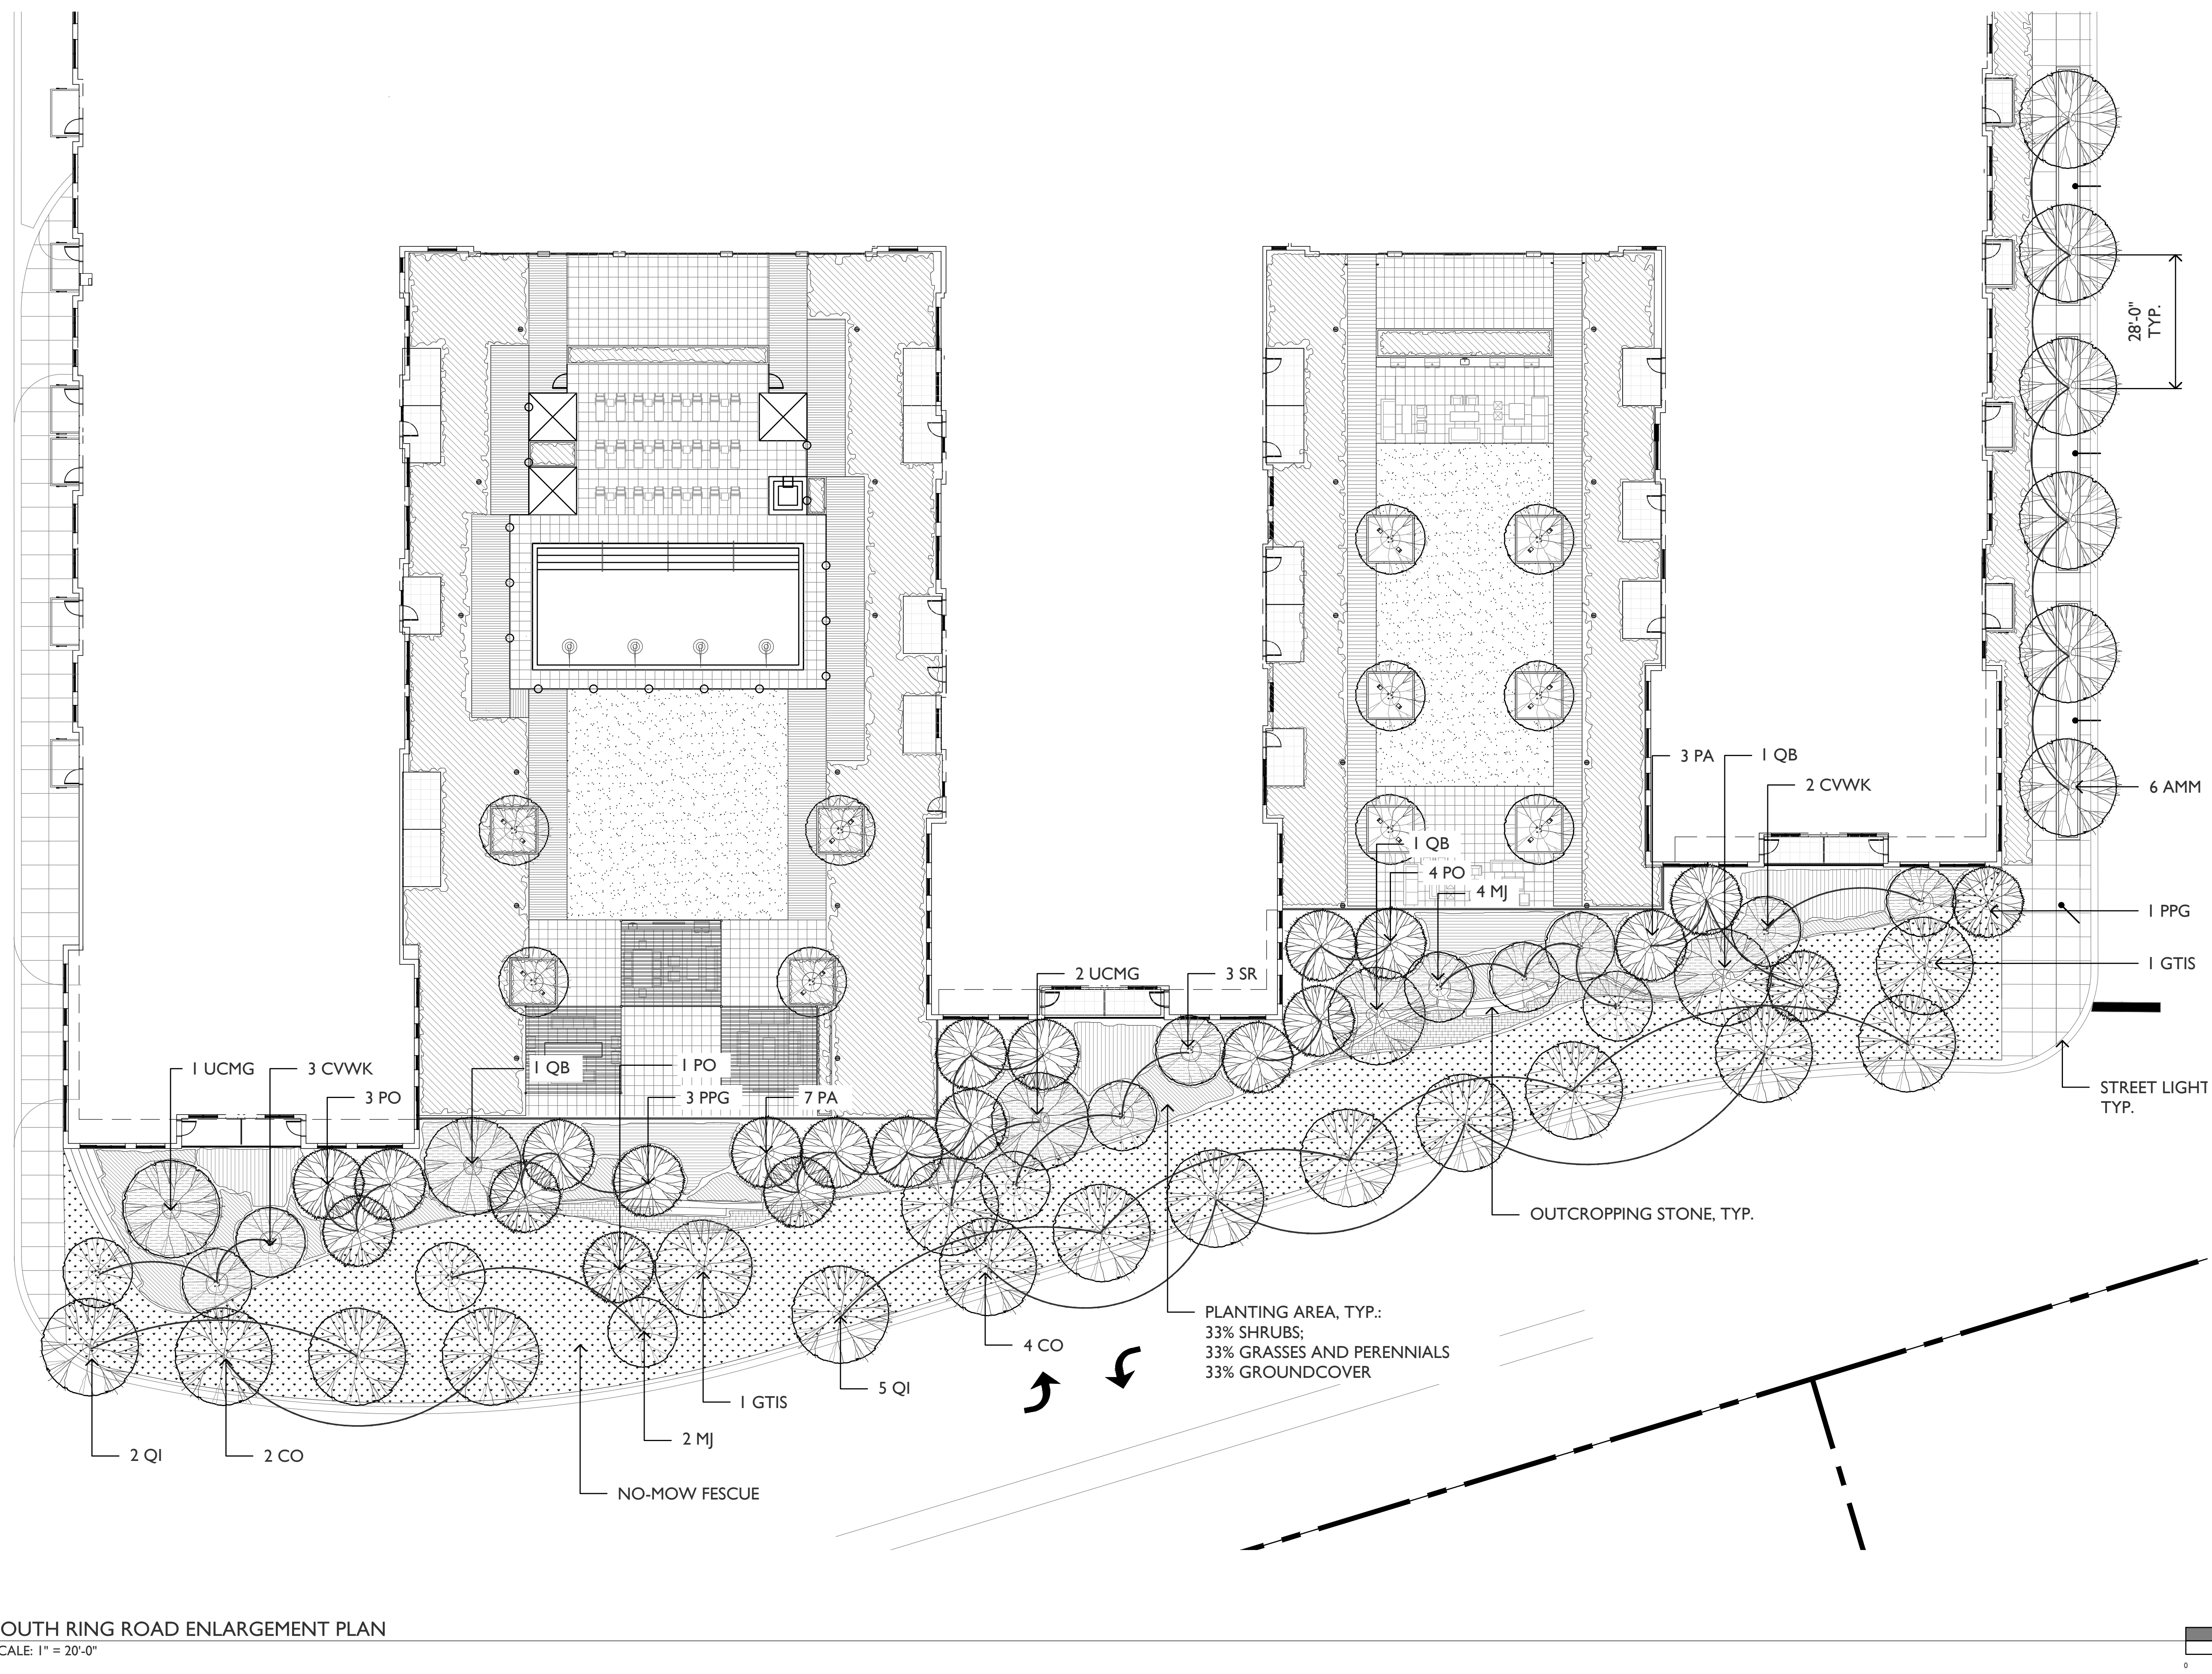 28'-0"
TYP.
3 PA
1 QB
2 CVWK
6 AMM
1 QB
4 PO
4 MJ
1 PPG
1 GTIS
2 UCMG
3 SR
1 UCMG
3 CVWK
3 PO
1 QB
1 PO
3 PPG
7 PA
STREET LIGHT
TYP.
OUTCROPPING STONE, TYP.
PLANTING AREA, TYP.:
33% SHRUBS;
33% GRASSES AND PERENNIALS
33% GROUNDCOVER
4 CO
5 QI
1 GTIS
2 MJ
2 QI
2 CO
NO-MOW FESCUE
OUTH RING ROAD ENLARGEMENT PLAN
CALE: 1" = 20'-0"
0